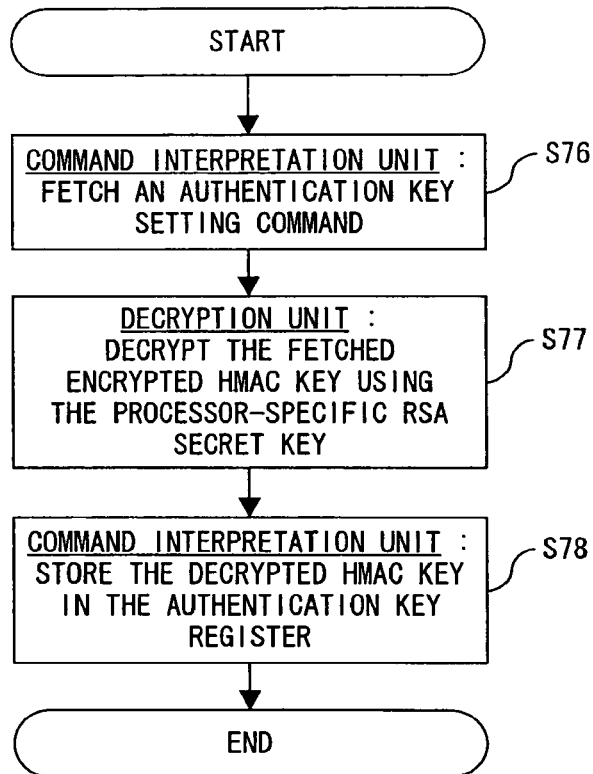 START
COMMAND INTERPRETATION UNIT :
FETCH AN AUTHENTICATION KEY
SETTING COMMAND
S76
DECRYPTION UNIT :
DECRYPT THE FETCHED
ENCRYPTED HMAC KEY USING
THE PROCESSOR-SPECIFIC RSA
SECRET KEY
S77
COMMAND INTERPRETATION UNIT :
STORE THE DECRYPTED HMAC KEY
IN THE AUTHENTICATION KEY
REGISTER
S78
END